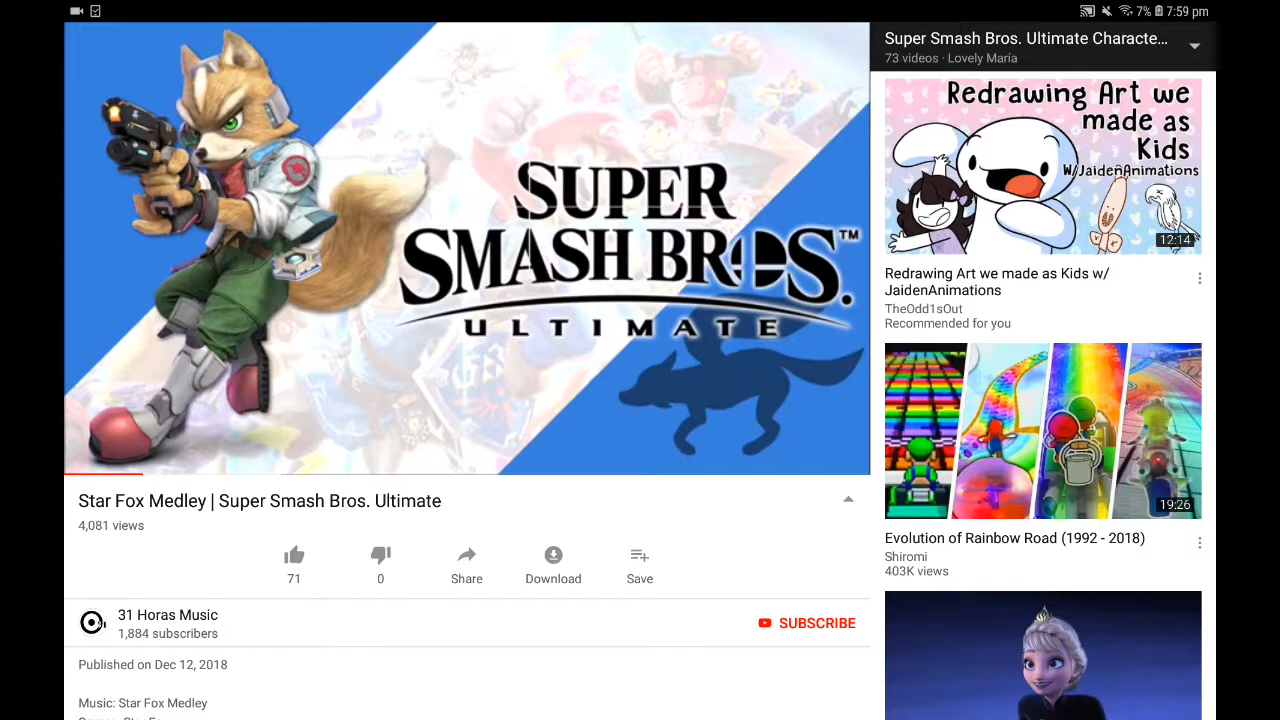 7% 7:59 pm
SUPER
SMASH BROS.™
ULTIMATE
Star Fox Medley | Super Smash Bros. Ultimate
4,081 views
71
0
Share
Download
Save
31 Horas Music
1,884 subscribers
SUBSCRIBE
Published on Dec 12, 2018
Music: Star Fox Medley
Super Smash Bros. Ultimate Characte...
73 videos · Lovely María
Redrawing Art we
made as
Kids
W/JaidenAnimations
12:14
Redrawing Art we made as Kids w/
JaidenAnimations
TheOdd1sOut
Recommended for you
19:26
Evolution of Rainbow Road (1992 - 2018)
Shiromi
403K views